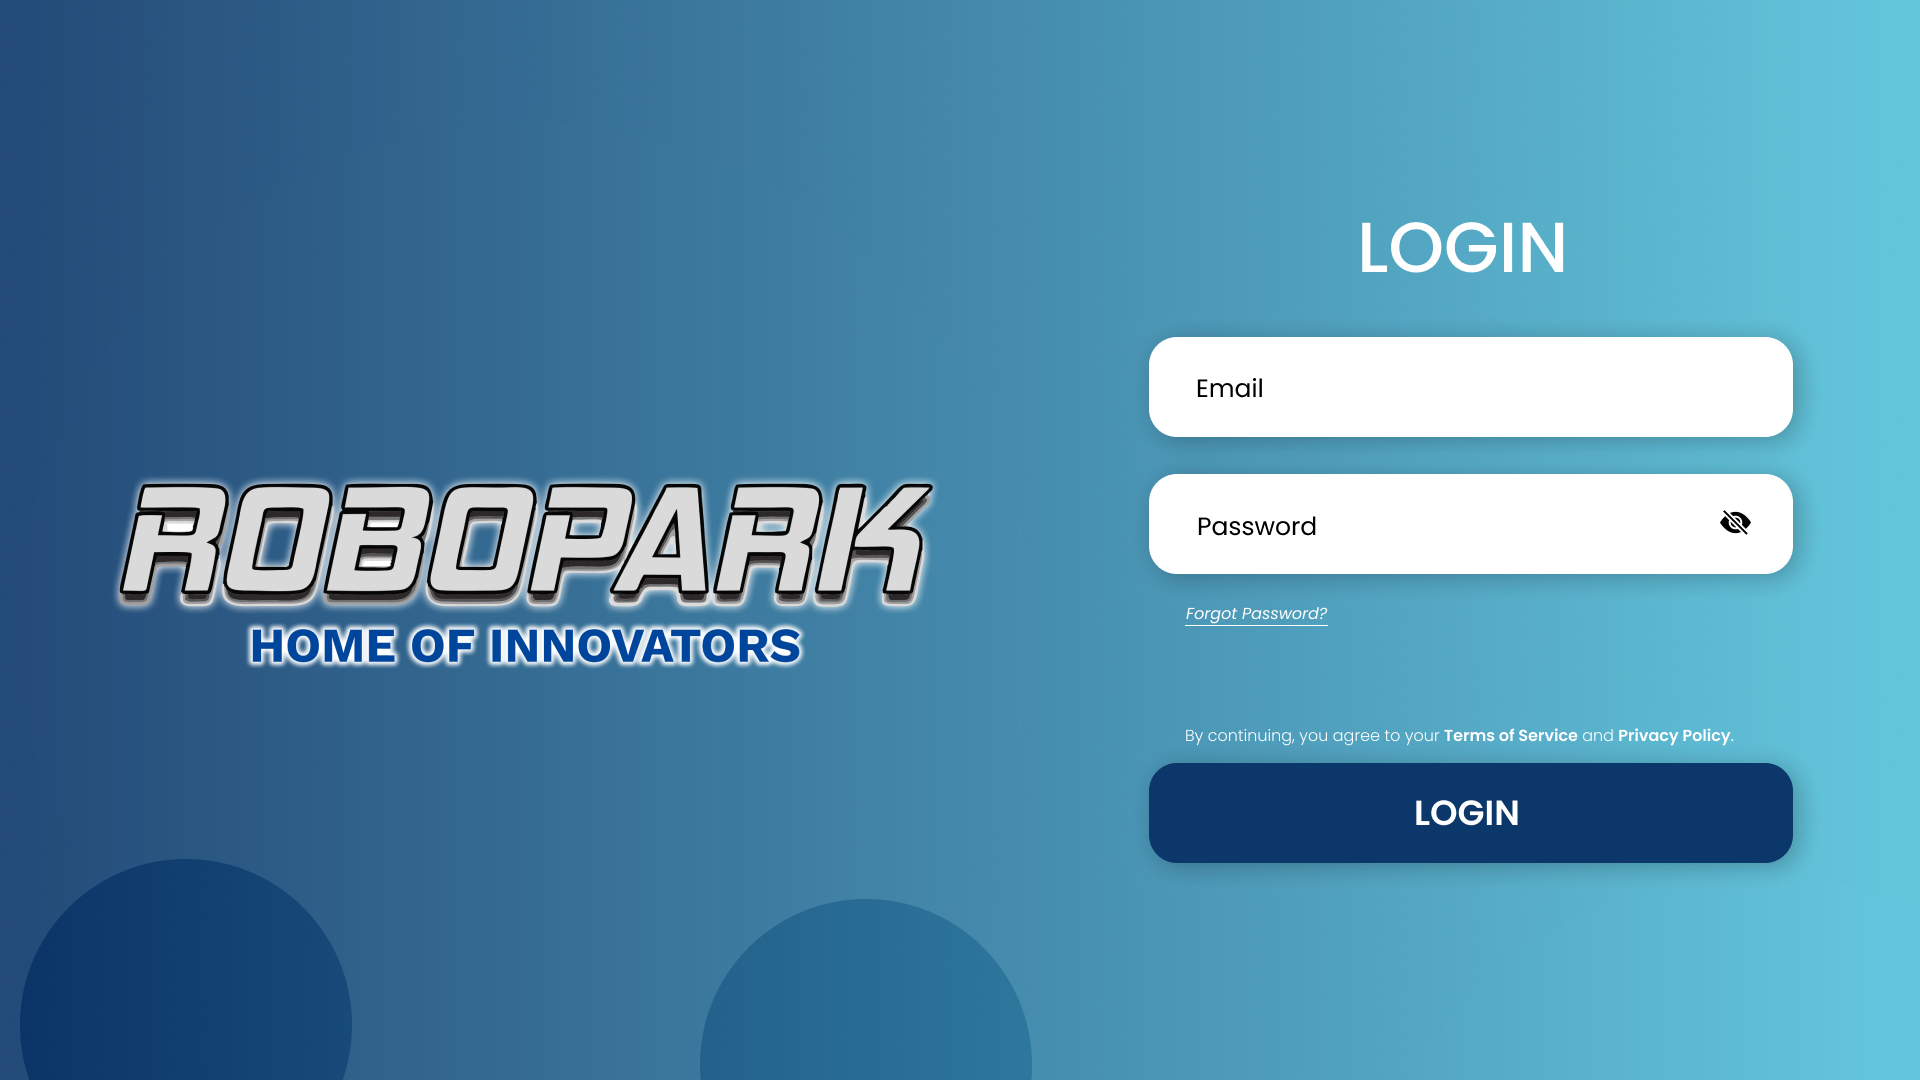 ROBOPARK
HOME OF INNOVATORS
LOGIN
Email
Password
Forgot Password?
By continuing, you agree to your Terms of Service and Privacy Policy.
LOGIN